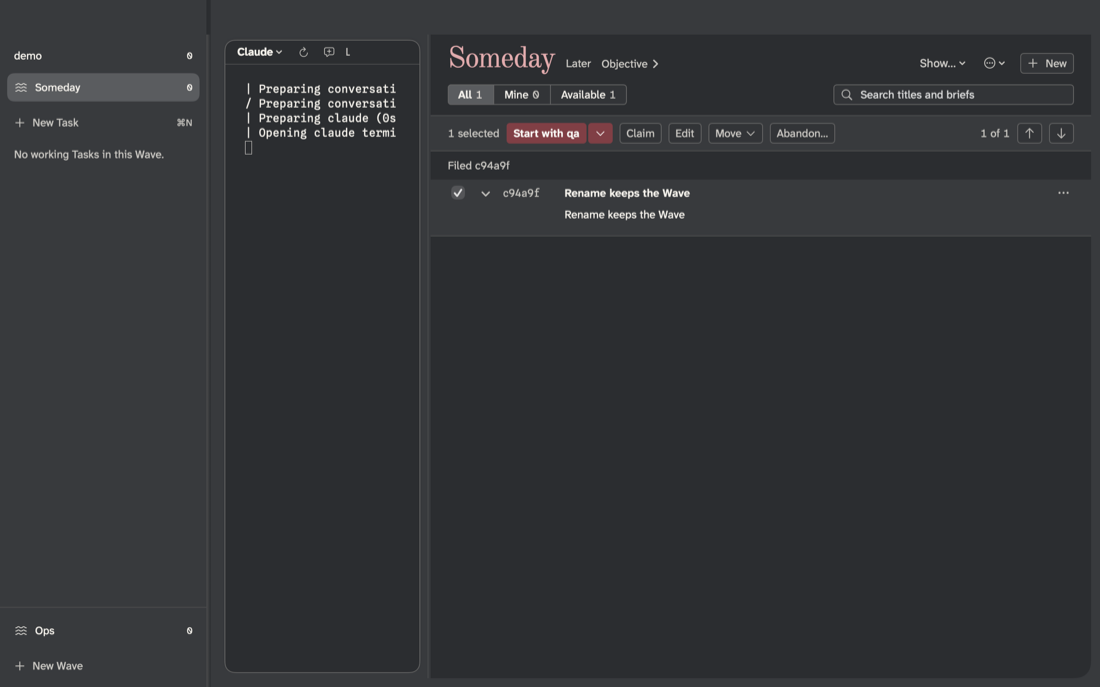 demo 0
Someday 0
New Task ⌘N
No working Tasks in this Wave.
Ops 0
New Wave
Claude L
| Preparing conversati
/ Preparing conversati
| Preparing claude (0s
| Opening claude termi
Someday Later Objective Show... New
All 1 Mine 0 Available 1 Search titles and briefs
1 selected Start with qa Claim Edit Move Abandon... 1 of 1
Filed c94a9f
c94a9f Rename keeps the Wave
Rename keeps the Wave